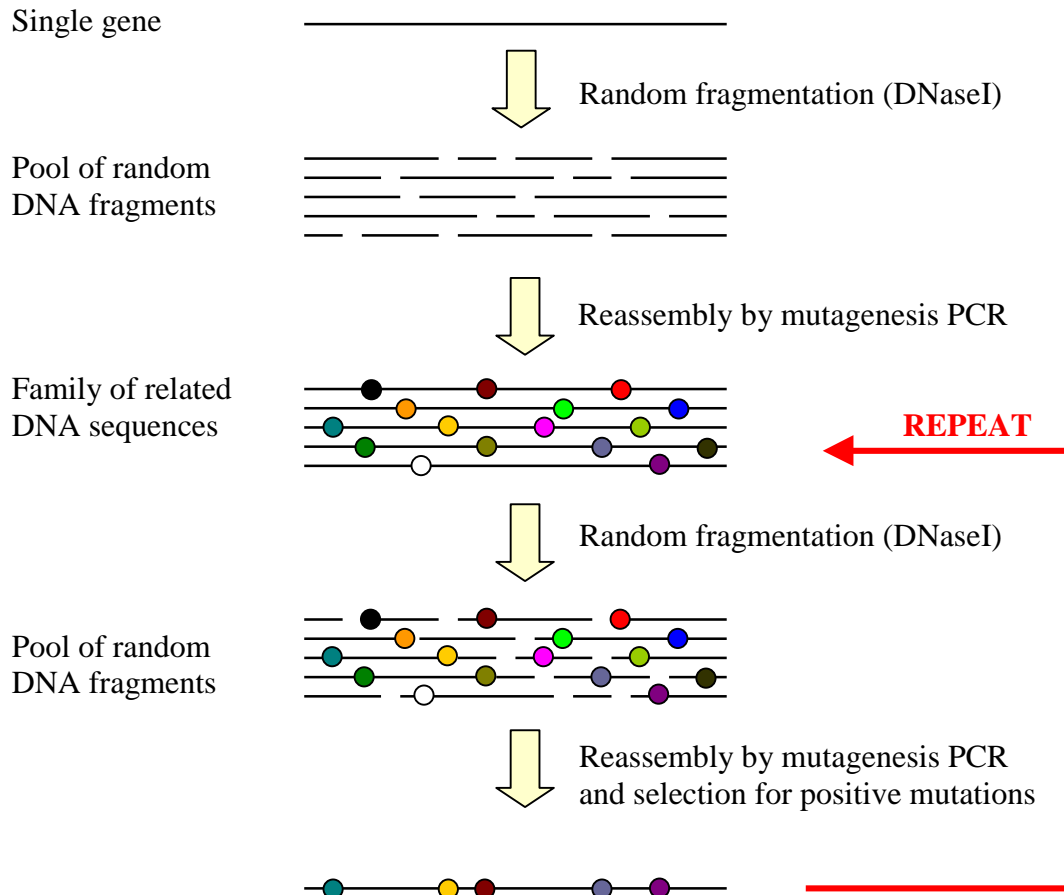 Single gene
Random fragmentation (DNaseI)
Pool of random
DNA fragments
Reassembly by mutagenesis PCR
Family of related
DNA sequences
REPEAT
Random fragmentation (DNaseI)
Pool of random
DNA fragments
Reassembly by mutagenesis PCR
and selection for positive mutations